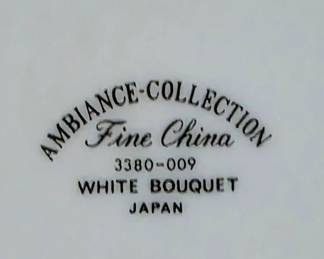 AMBIANCE-COLLECTION
Fine China
3380-009
WHITE BOUQUET
JAPAN